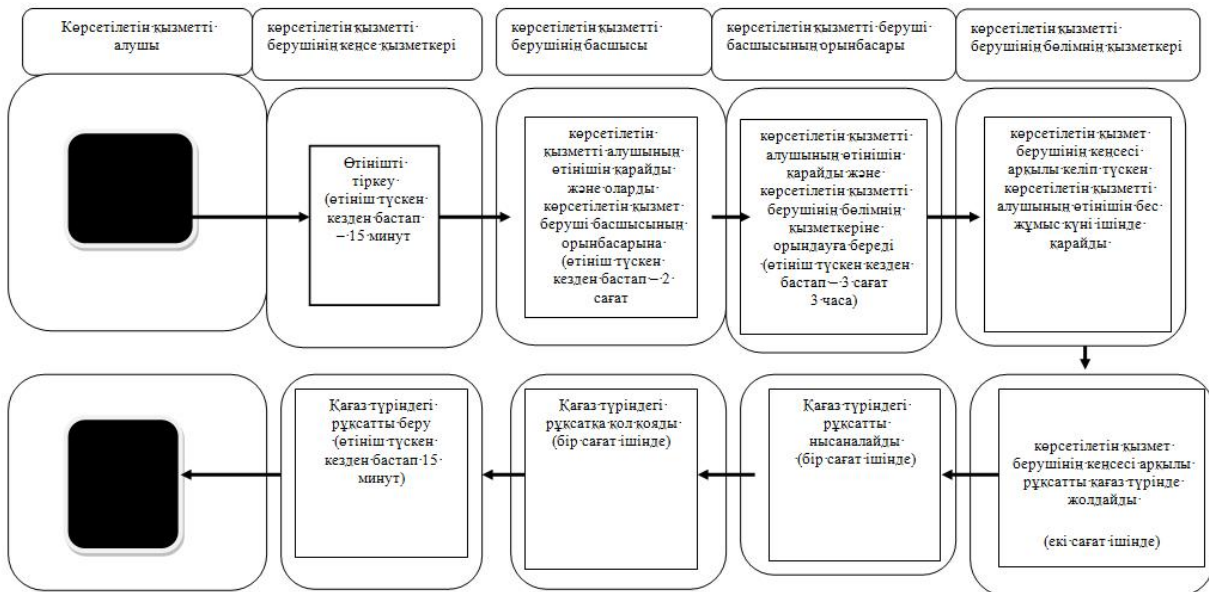 Көрсетілетін қызметті
алушы
көрсетілетін қызметті
берушінің кеңсе қызметкері
көрсетілетін қызметті
берушінің басшысы
көрсетілетін қызметті беруші
басшысының орынбасары
көрсетілетін қызметті
берушінің бөлімнің қызметкері
Өтінішті
тіркеу
(өтініш түскен
кезден бастап
– 15 минут
көрсетілетін
қызметті алушының
өтінішін қарайды
және оларды
көрсетілетін қызмет
беруші басшысының
орынбасарына
(өтініш түскен
кезден бастап – 2
сағат
көрсетілетін қызметті
алушының өтінішін
қарайды және
көрсетілетін қызметті
берушінің бөлімнің
қызметкеріне
орындауға береді
(өтініш түскен кезден
бастап – 3 сағат
3 часа)
көрсетілетін қызмет
берушінің кеңсесі
арқылы келіп түскен
көрсетілетін қызметті
алушының өтінішін бес
жұмыс күні ішінде
қарайды
Қағаз түріндегі
рұқсатты беру
(өтініш түскен
кезден бастап 15
минут)
Қағаз түріндегі
рұқсатқа қол қояды
(бір сағат ішінде)
Қағаз түріндегі
рұқсатты
нысаналайды
(бір сағат ішінде)
көрсетілетін қызмет
берушінің кеңсесі арқылы
рұқсатты қағаз түрінде
жолдайды
(екі сағат ішінде)